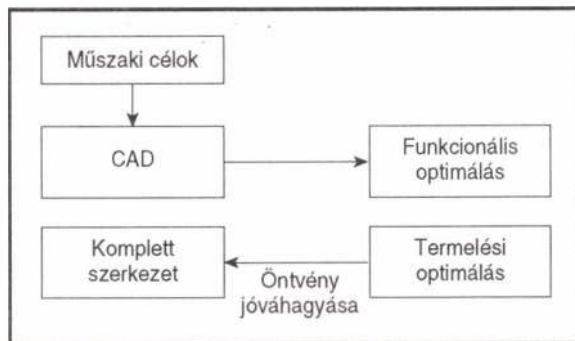 Műszaki célok
CAD
Funkcionális
optimálás
Komplett
szerkezet
Öntvény
jóváhagyása
Termelési
optimálás